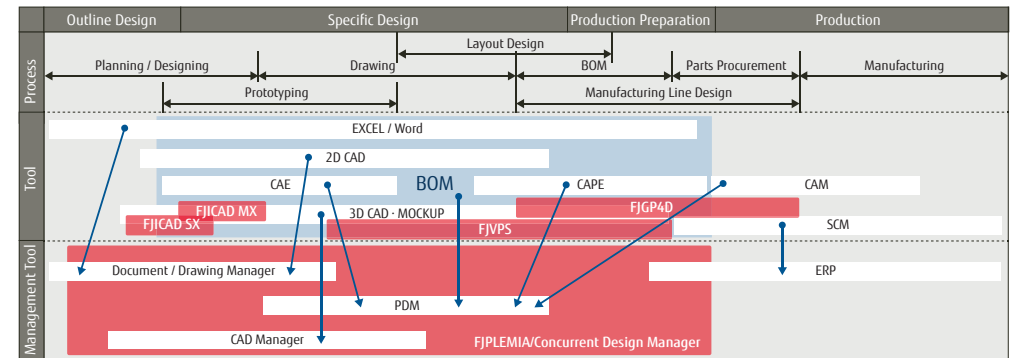 Outline Design
Specific Design
Production Preparation
Production
Process
Layout Design
Planning / Designing
Drawing
BOM
Parts Procurement
Manufacturing
Prototyping
Manufacturing Line Design
Tool
EXCEL / Word
2D CAD
CAE
BOM
CAPE
CAM
FJICAD MX
3D CAD · MOCKUP
FJGP4D
FJICAD SX
FJVPS
SCM
Management Tool
Document / Drawing Manager
ERP
PDM
CAD Manager
FJPLEMIA/Concurrent Design Manager